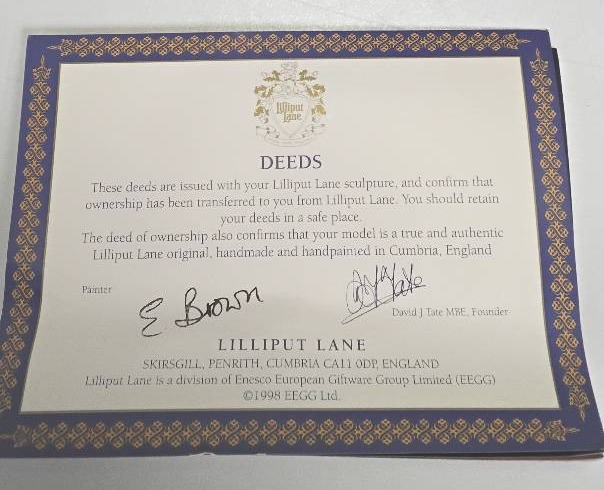 Lilliput
Lane
DEEDS
These deeds are issued with your Lilliput Lane sculpture, and confirm that
ownership has been transferred to you from Lilliput Lane. You should retain
your deeds in a safe place.
The deed of ownership also confirms that your model is a true and authentic
Lilliput Lane original, handmade and handpainted in Cumbria, England
Painter
E Brown
David J Tate MBE, Founder
LILLIPUT LANE
SKIRSGILL, PENRITH, CUMBRIA CA11 0DP, ENGLAND
Lilliput Lane is a division of Enesco European Giftware Group Limited (EEGG)
©1998 EEGG Ltd.